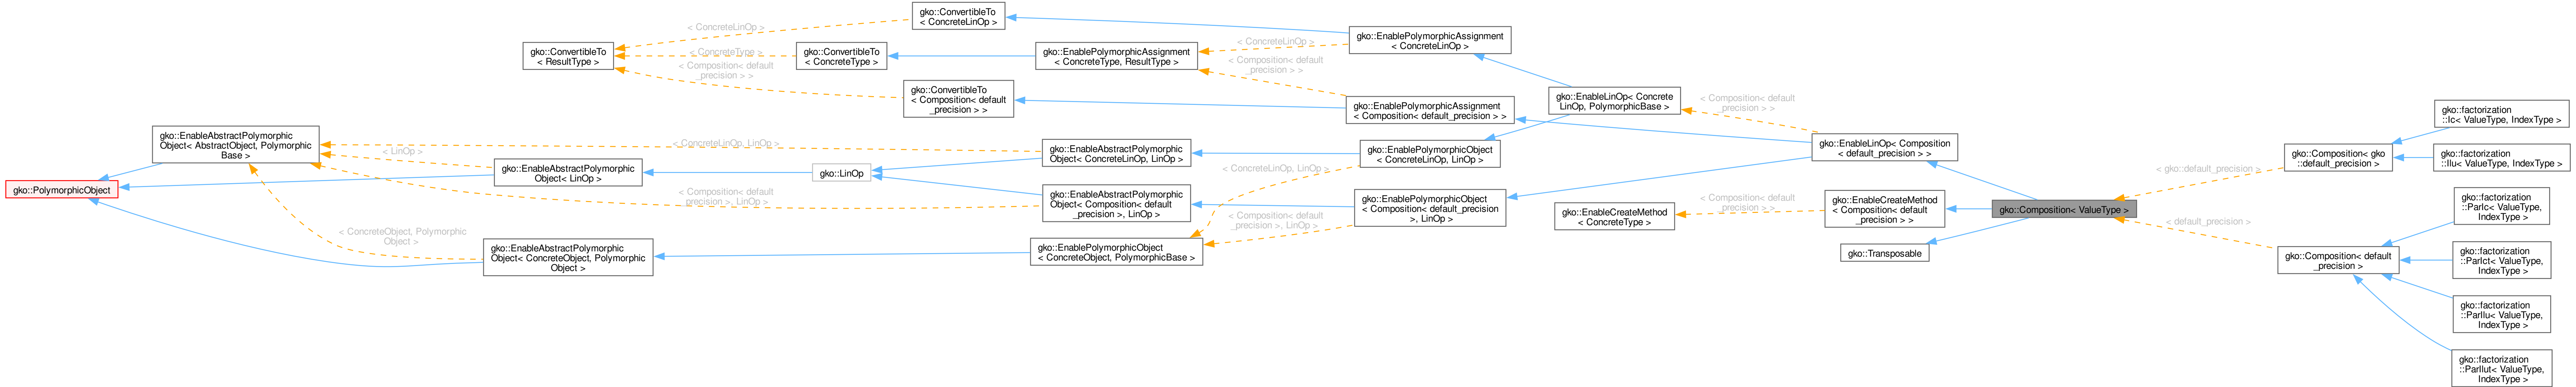 gko::ConvertibleTo
< ConcreteLinOp >
< ConcreteLinOp >
gko::EnablePolymorphicAssignment
< ConcreteLinOp >
< ConcreteLinOp >
gko::ConvertibleTo
< ResultType >
< ConcreteType >
gko::ConvertibleTo
< ConcreteType >
gko::EnablePolymorphicAssignment
< ConcreteType, ResultType >
< Composition< default
_precision > >
< Composition< default
_precision > >
gko::ConvertibleTo
< Composition< default
_precision > >
gko::EnablePolymorphicAssignment
< Composition< default_precision > >
gko::EnableLinOp< Concrete
LinOp, PolymorphicBase >
< Composition< default
_precision > >
gko::EnableLinOp< Composition
< default_precision > >
gko::factorization
::Ic< ValueType, IndexType >
gko::EnableAbstractPolymorphic
Object< AbstractObject, Polymorphic
Base >
< ConcreteLinOp, LinOp >
< LinOp >
gko::EnableAbstractPolymorphic
Object< LinOp >
gko::LinOp
gko::EnableAbstractPolymorphic
Object< ConcreteLinOp, LinOp >
gko::EnablePolymorphicObject
< ConcreteLinOp, LinOp >
< ConcreteLinOp, LinOp >
gko::Composition< gko
::default_precision >
gko::factorization
::Ilu< ValueType, IndexType >
< gko::default_precision >
gko::PolymorphicObject
< Composition< default
_precision >, LinOp >
gko::EnableAbstractPolymorphic
Object< Composition< default
_precision >, LinOp >
gko::EnablePolymorphicObject
< Composition< default_precision
>, LinOp >
gko::EnableCreateMethod
< ConcreteType >
< Composition< default
_precision > >
gko::EnableCreateMethod
< Composition< default
_precision > >
gko::Composition< ValueType >
gko::factorization
::ParIc< ValueType,
IndexType >
< default_precision >
< ConcreteObject, Polymorphic
Object >
gko::EnableAbstractPolymorphic
Object< ConcreteObject, Polymorphic
Object >
gko::EnablePolymorphicObject
< ConcreteObject, PolymorphicBase >
< Composition< default
_precision >, LinOp >
gko::Transposable
gko::Composition< default
_precision >
gko::factorization
::ParIct< ValueType,
IndexType >
gko::factorization
::ParIlu< ValueType,
IndexType >
gko::factorization
::ParIlut< ValueType,
IndexType >